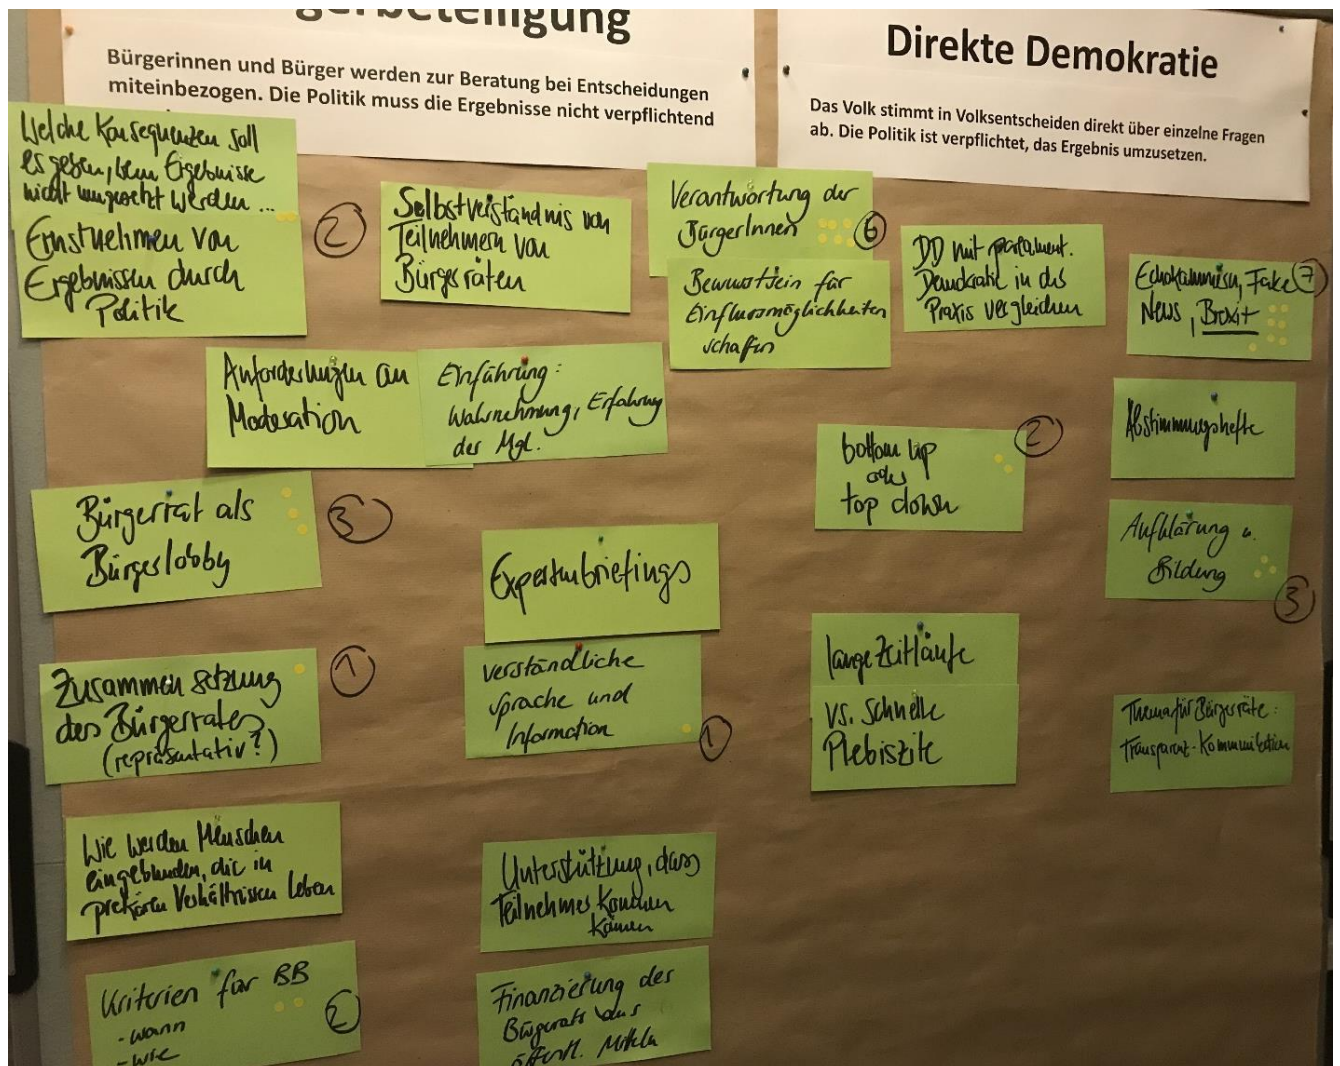 gerbeteiligung
Bürgerinnen und Bürger werden zur Beratung bei Entscheidungen
miteinbezogen. Die Politik muss die Ergebnisse nicht verpflichtend
Direkte Demokratie
Das Volk stimmt in Volksentscheiden direkt über einzelne Fragen
ab. Die Politik ist verpflichtet, das Ergebnis umzusetzen.
Welche Konsequenzen soll
es geben, wenn Ergebnisse
nicht umgesetzt werden ...
Ernstnehmen von
Ergebnissen durch
Politik
2
Selbstverständnis von
Teilnehmern von
Bürgerräten
Verantwortung der
BürgerInnen
6
Bewusstsein für
Einflussmöglichkeiten
schaffen
Anforderungen an
Moderation
Einführung:
Wahrnehmung, Erfahrung
der Mgl.
Bürgerrat als
Bürgerlobby
3
Expertenbriefings
Zusammensetzung
des Bürgerrates
(repräsentativ?)
1
verständliche
Sprache und
Information
1
Wie werden Menschen
eingebunden, die in
prekären Verhältnissen leben
Unterstützung, dass
Teilnehmer kommen
können
Kriterien für BB
- wann
- wie
2
Finanzierung des
Bürgerrats aus
öffentl. Mitteln
DD mit parlament.
Demokratie in der
Praxis vergleichen
Echokammern, Fake
News, Brexit
7
Abstimmungshefte
bottom up
oder
top down
2
Aufklärung u.
Bildung
3
lange Zeitläufe
vs. schnelle
Plebiszite
Thema für Bürgerräte:
Transparent-Kommunikation